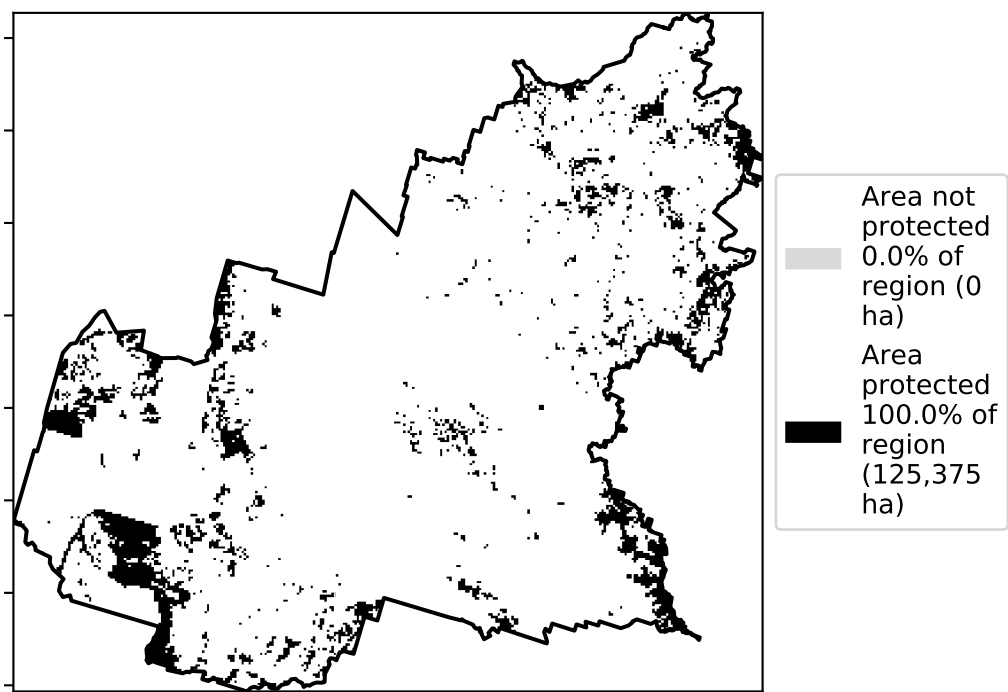 Area not
protected
0.0% of
region (0
ha)
Area
protected
100.0% of
region
(125,375
ha)